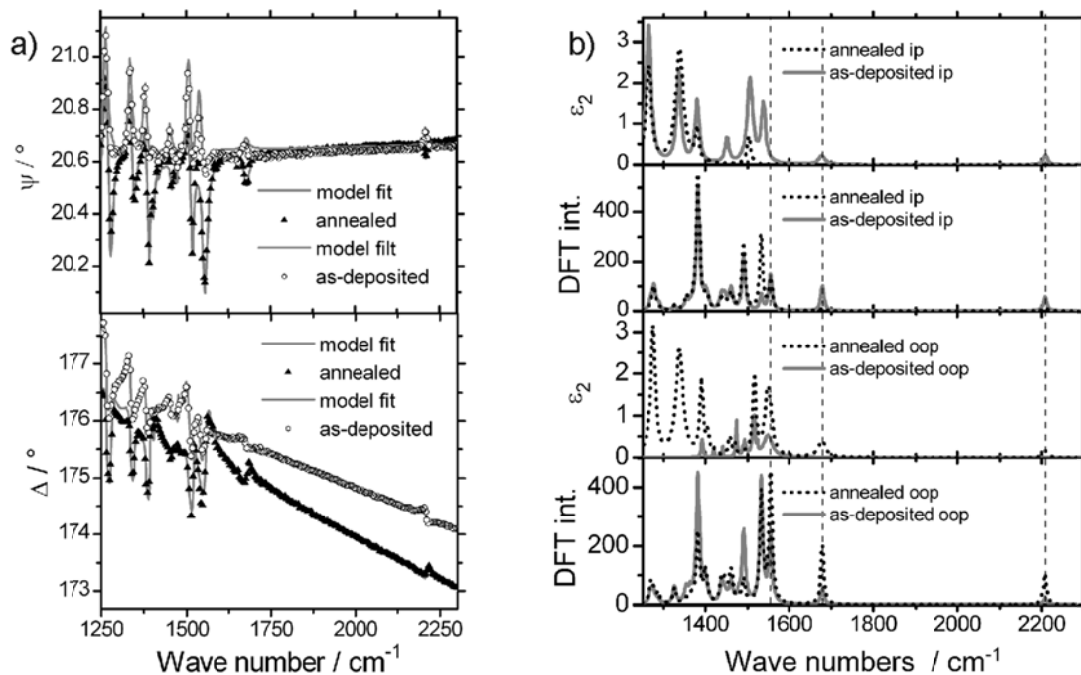 a)
21.0
20.8
20.6
20.4
20.2
Ψ / °
model fit
annealed
model filt
as-deposited
177
176
175
174
173
Δ / °
model fit
annealed
model fit
as-deposited
1250 1500 1750 2000 2250
Wave number / cm⁻¹
b)
3
2
1
0
ε₂
annealed ip
as-deposited ip
400
200
0
DFT int.
annealed ip
as-deposited ip
3
2
1
0
ε₂
annealed oop
as-deposited oop
400
200
0
DFT int.
annealed oop
as-deposited oop
1400 1600 1800 2000 2200
Wave numbers / cm⁻¹